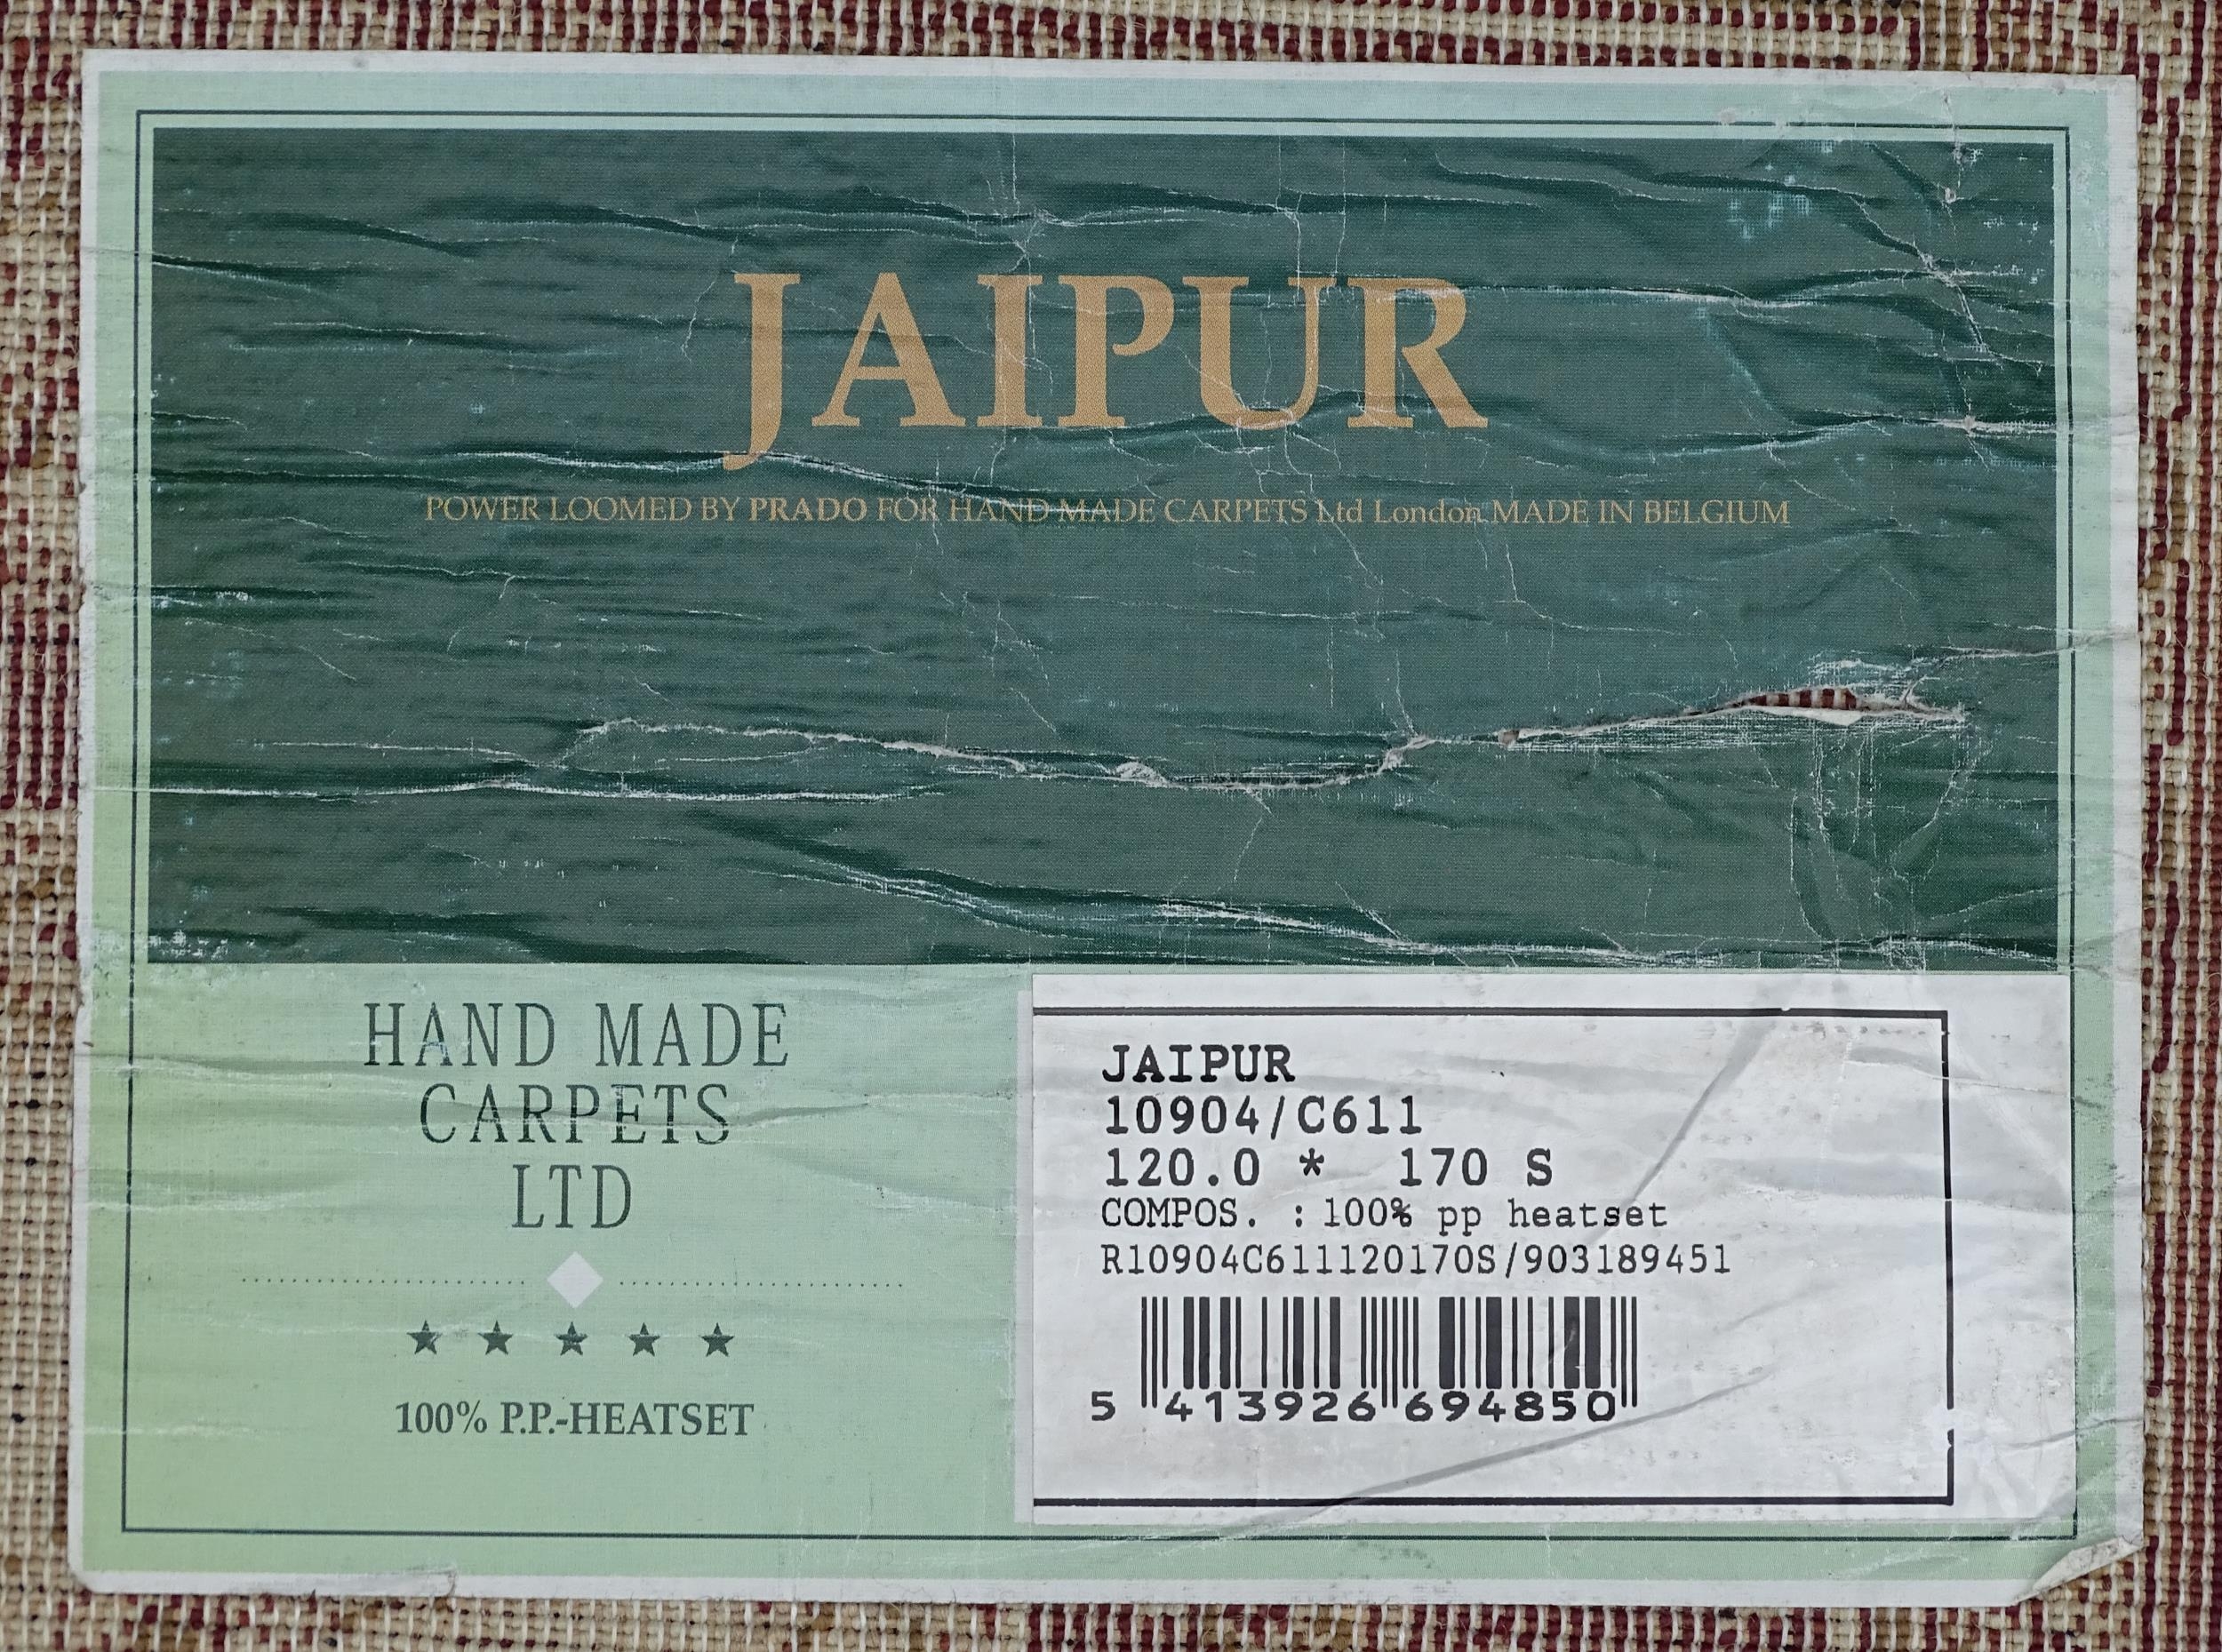 JAIPUR
POWER LOOMED BY PRADO FOR HAND MADE CARPETS Ltd London MADE IN BELGIUM
HAND MADE
CARPETS
LTD
★ ★ ★ ★ ★
100% P.P.-HEATSET
JAIPUR
10904/C611
120.0 * 170 S
COMPOS. : 100% pp heatset
R10904C611120170S/903189451
5 413926 694850